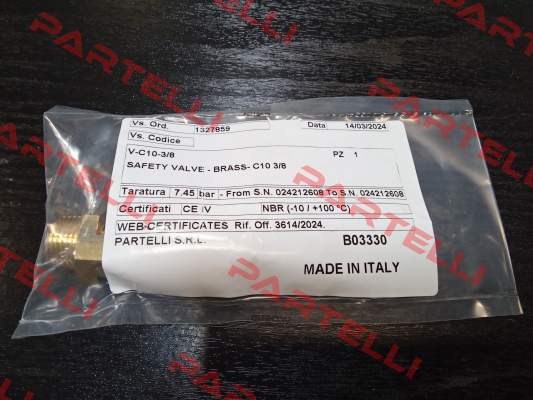 Vs. Ord. 1327859 Data 14/03/2024
Vs. Codice
V-C10-3/8 PZ 1
SAFETY VALVE - BRASS- C10 3/8
Taratura 7.45 bar - From S.N. 024212608 To S.N. 024212608
Certificati CE IV NBR (-10 / +100 °C)
WEB-CERTIFICATES Rif. Off. 3614/2024.
PARTELLI S.R.L. B03330
MADE IN ITALY
PARTELLI
PARTELLI
PARTELLI
PARTELLI
PARTELLI